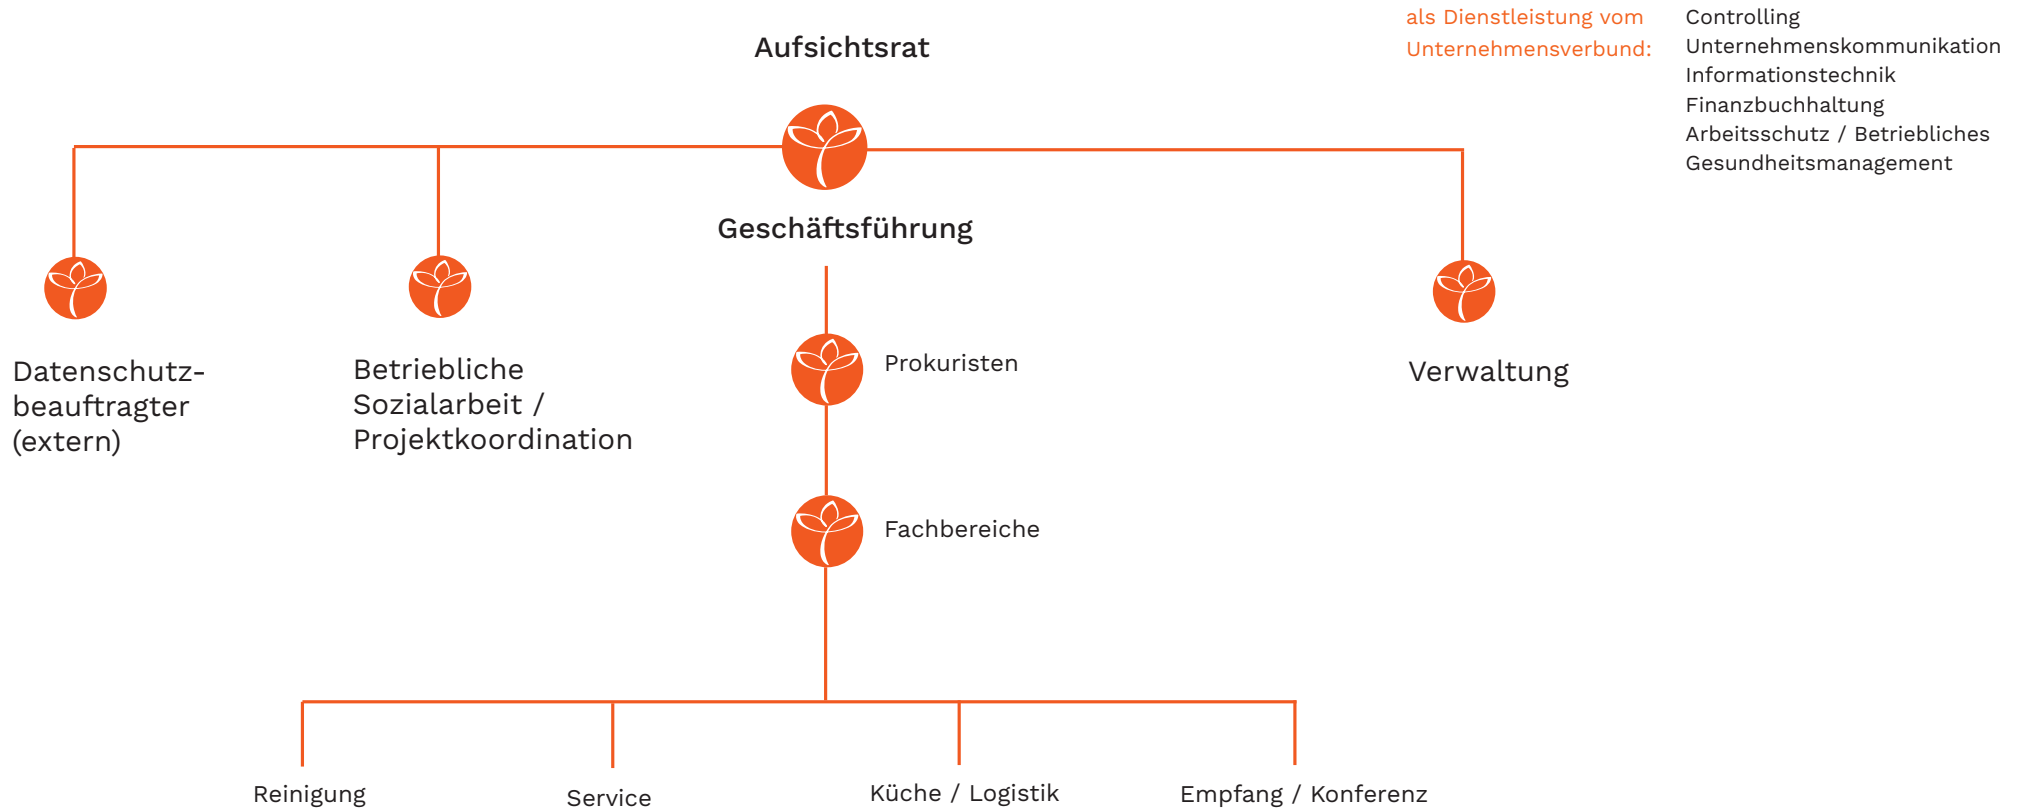 als Dienstleistung vom
Unternehmensverbund:
Controlling
Unternehmenskommunikation
Informationstechnik
Finanzbuchhaltung
Arbeitsschutz / Betriebliches
Gesundheitsmanagement
Aufsichtsrat
Geschäftsführung
Datenschutz-
beauftragter
(extern)
Betriebliche
Sozialarbeit /
Projektkoordination
Prokuristen
Verwaltung
Fachbereiche
Reinigung
Service
Küche / Logistik
Empfang / Konferenz